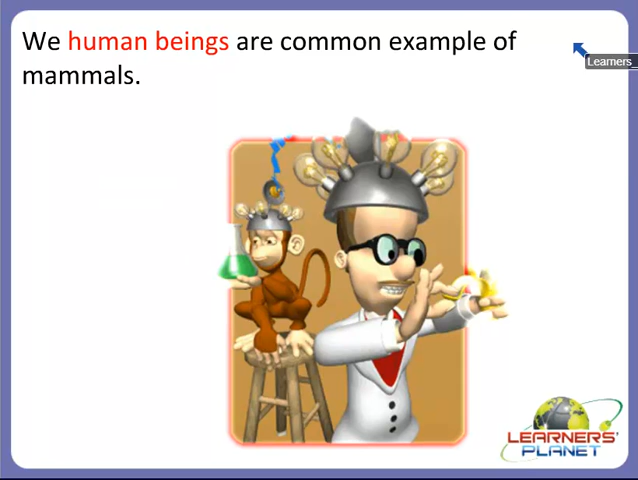 We human beings are common example of
mammals.
Learners_
LEARNERS'
PLANET